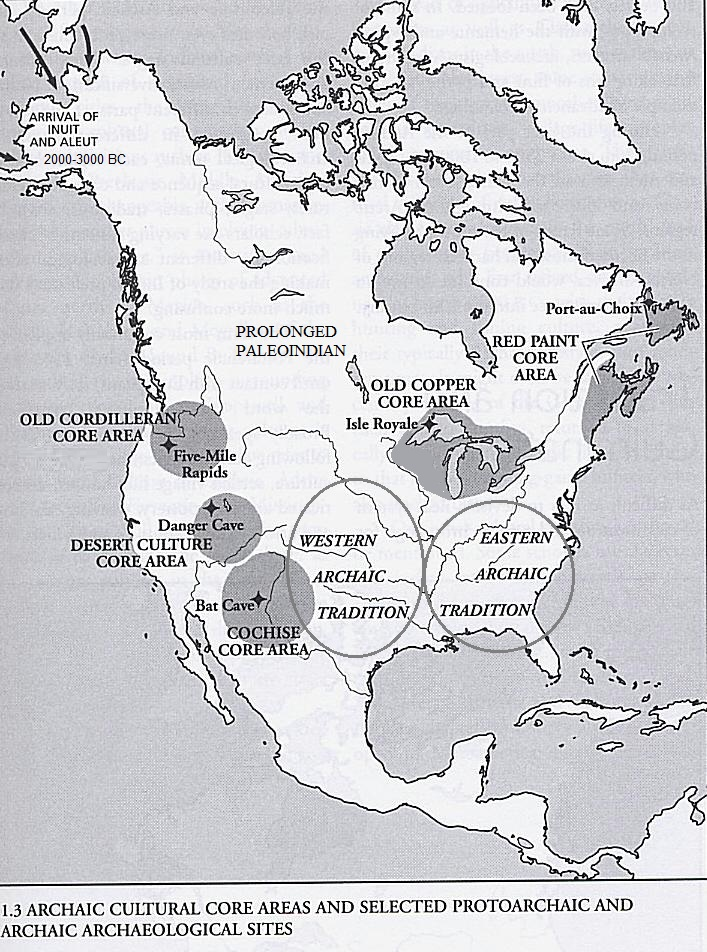 ARRIVAL OF
INUIT
AND ALEUT
2000-3000 BC
PROLONGED
PALEOINDIAN
Port-au-Choix
RED PAINT
CORE
AREA
OLD COPPER
CORE AREA
Isle Royale
OLD CORDILLERAN
CORE AREA
Five-Mile
Rapids
Danger Cave
DESERT CULTURE
CORE AREA
WESTERN
ARCHAIC
TRADITION
EASTERN
ARCHAIC
TRADITION
Bat Cave
COCHISE
CORE AREA
1.3 ARCHAIC CULTURAL CORE AREAS AND SELECTED PROTOARCHAIC AND
ARCHAIC ARCHAEOLOGICAL SITES